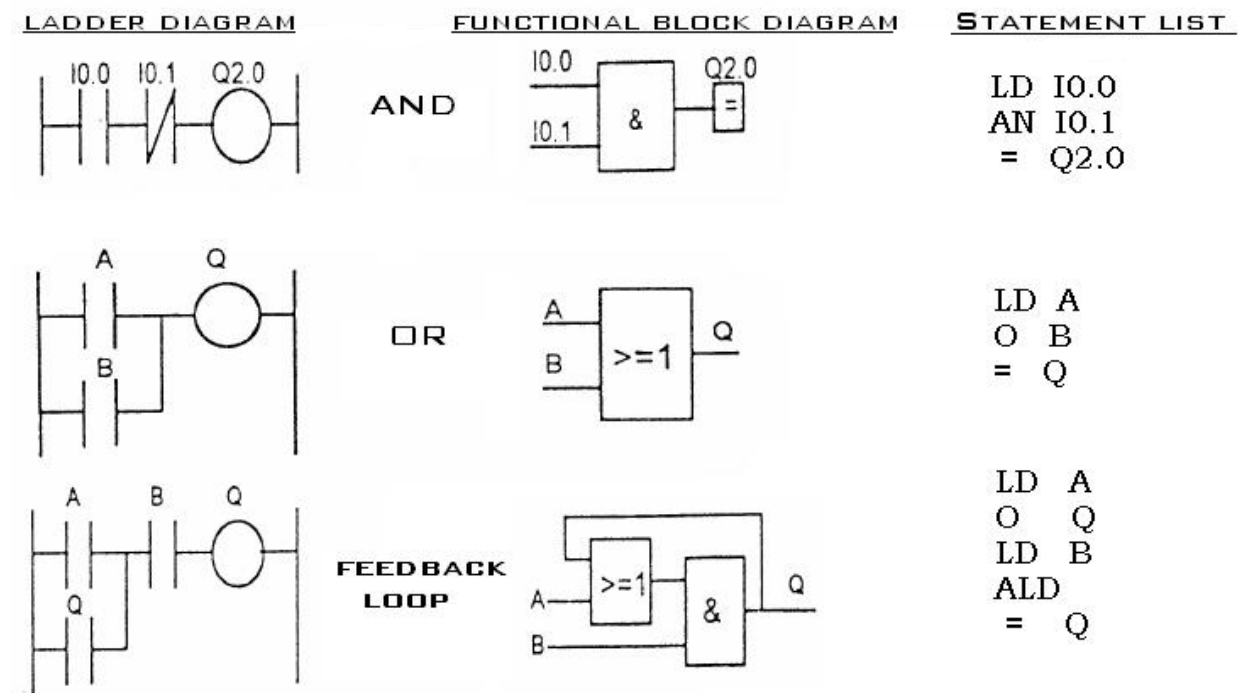 LADDER DIAGRAM
FUNCTIONAL BLOCK DIAGRAM
STATEMENT LIST
I0.0 I0.1 Q2.0
AND
I0.0
I0.1
&
Q2.0
=
LD I0.0
AN I0.1
= Q2.0
A Q
B
OR
A
B
>=1
Q
LD A
O B
= Q
A B Q
Q
FEEDBACK
LOOP
>=1
A
B
&
Q
LD A
O Q
LD B
ALD
= Q